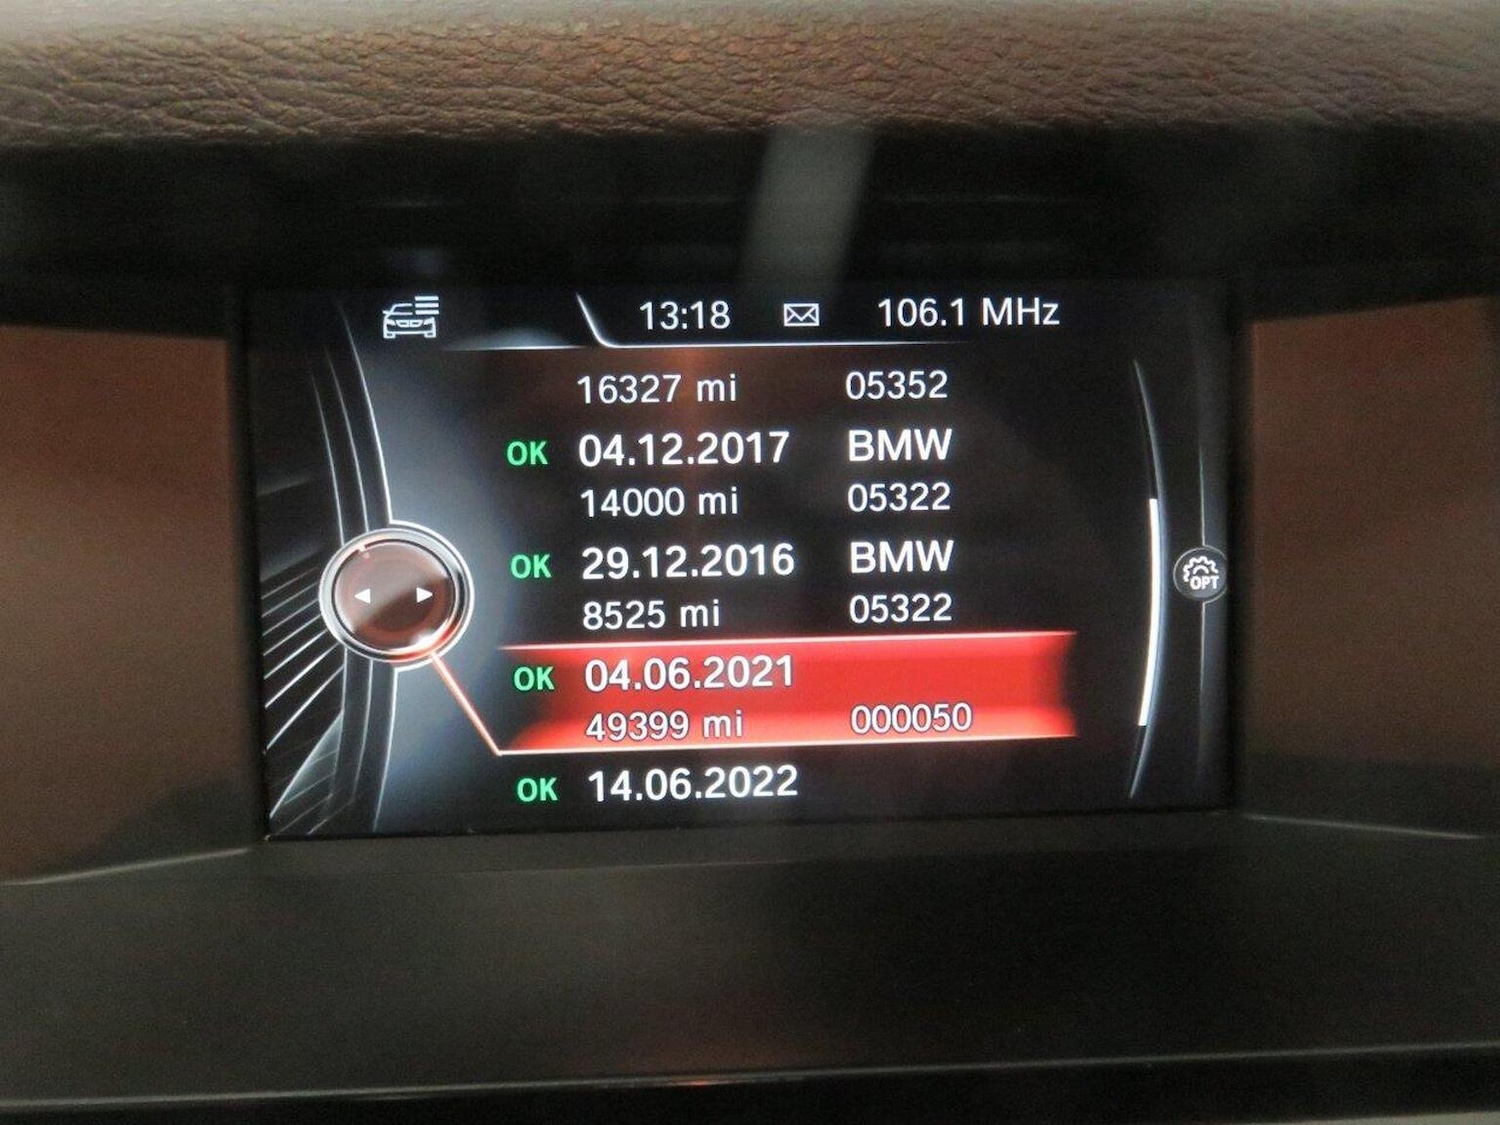 13:18 106.1 MHz
16327 mi 05352
OK 04.12.2017 BMW
14000 mi 05322
OK 29.12.2016 BMW
8525 mi 05322
OK 04.06.2021
49399 mi 000050
OK 14.06.2022
OPT